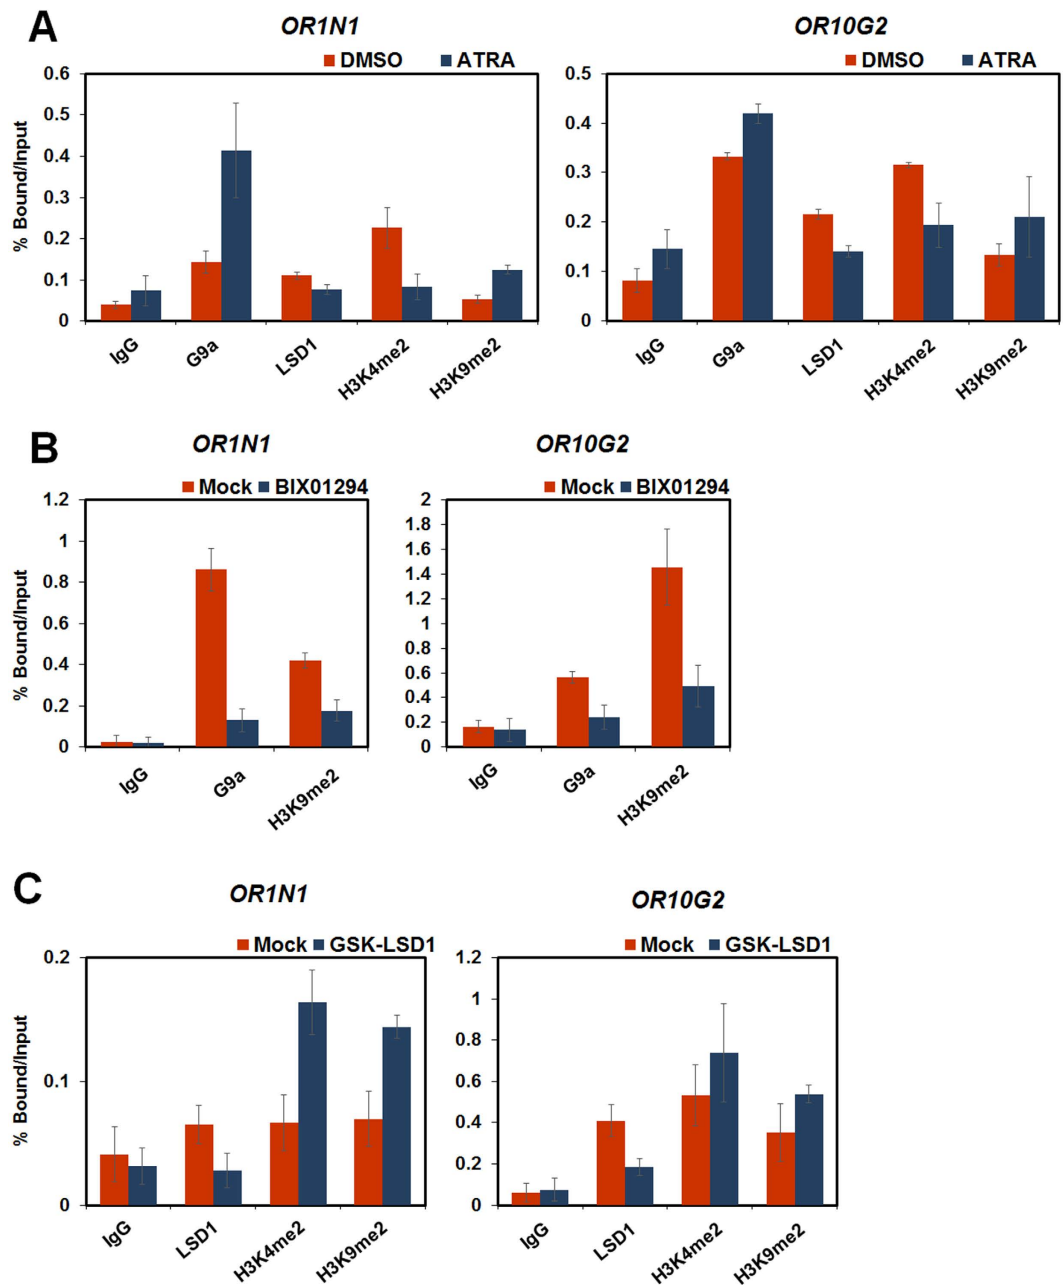 A
OR1N1
OR10G2
DMSO ATRA
DMSO ATRA
% Bound/Input
0.6
0.5
0.4
0.3
0.2
0.1
0
0.5
0.4
0.3
0.2
0.1
0
IgG G9a LSD1 H3K4me2 H3K9me2
IgG G9a LSD1 H3K4me2 H3K9me2
B
OR1N1
OR10G2
Mock BIX01294
Mock BIX01294
% Bound/Input
1.2
1
0.8
0.6
0.4
0.2
0
2
1.8
1.6
1.4
1.2
1
0.8
0.6
0.4
0.2
0
IgG G9a H3K9me2
IgG G9a H3K9me2
C
OR1N1
OR10G2
Mock GSK-LSD1
Mock GSK-LSD1
% Bound/Input
0.2
0.1
0
1.2
1
0.8
0.6
0.4
0.2
0
IgG LSD1 H3K4me2 H3K9me2
IgG LSD1 H3K4me2 H3K9me2